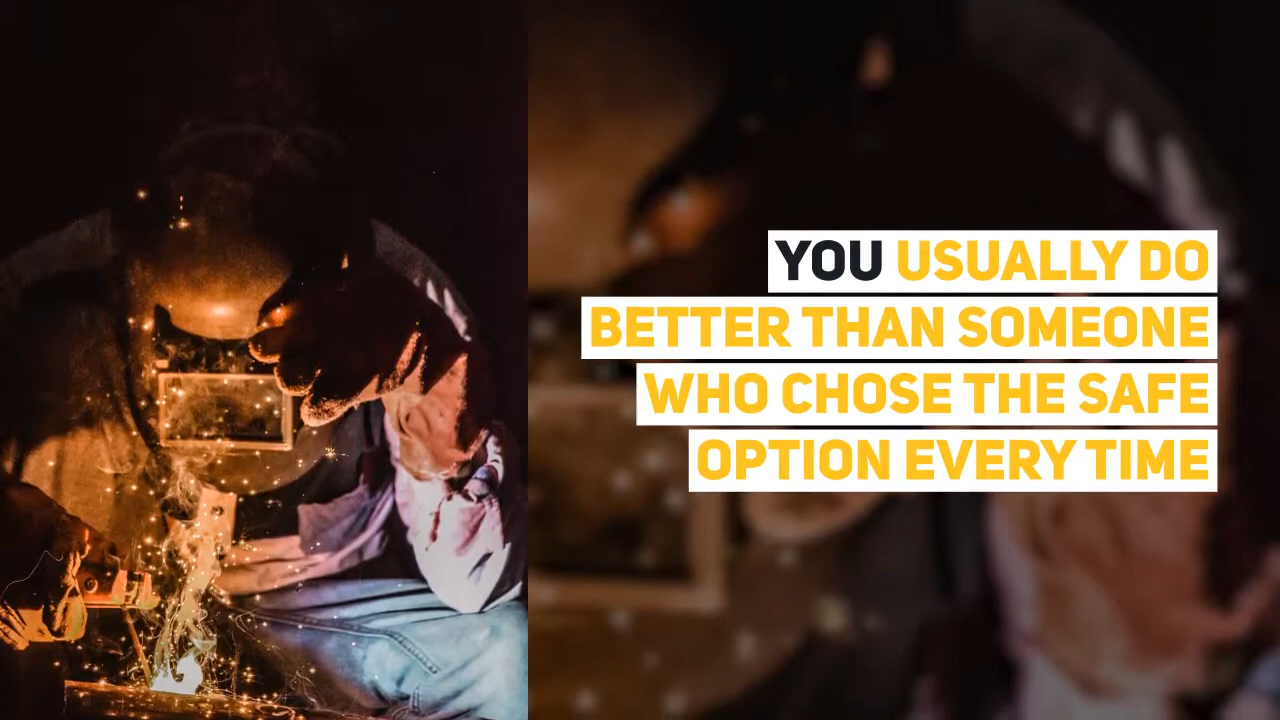 YOU USUALLY DO
BETTER THAN SOMEONE
WHO CHOSE THE SAFE
OPTION EVERY TIME